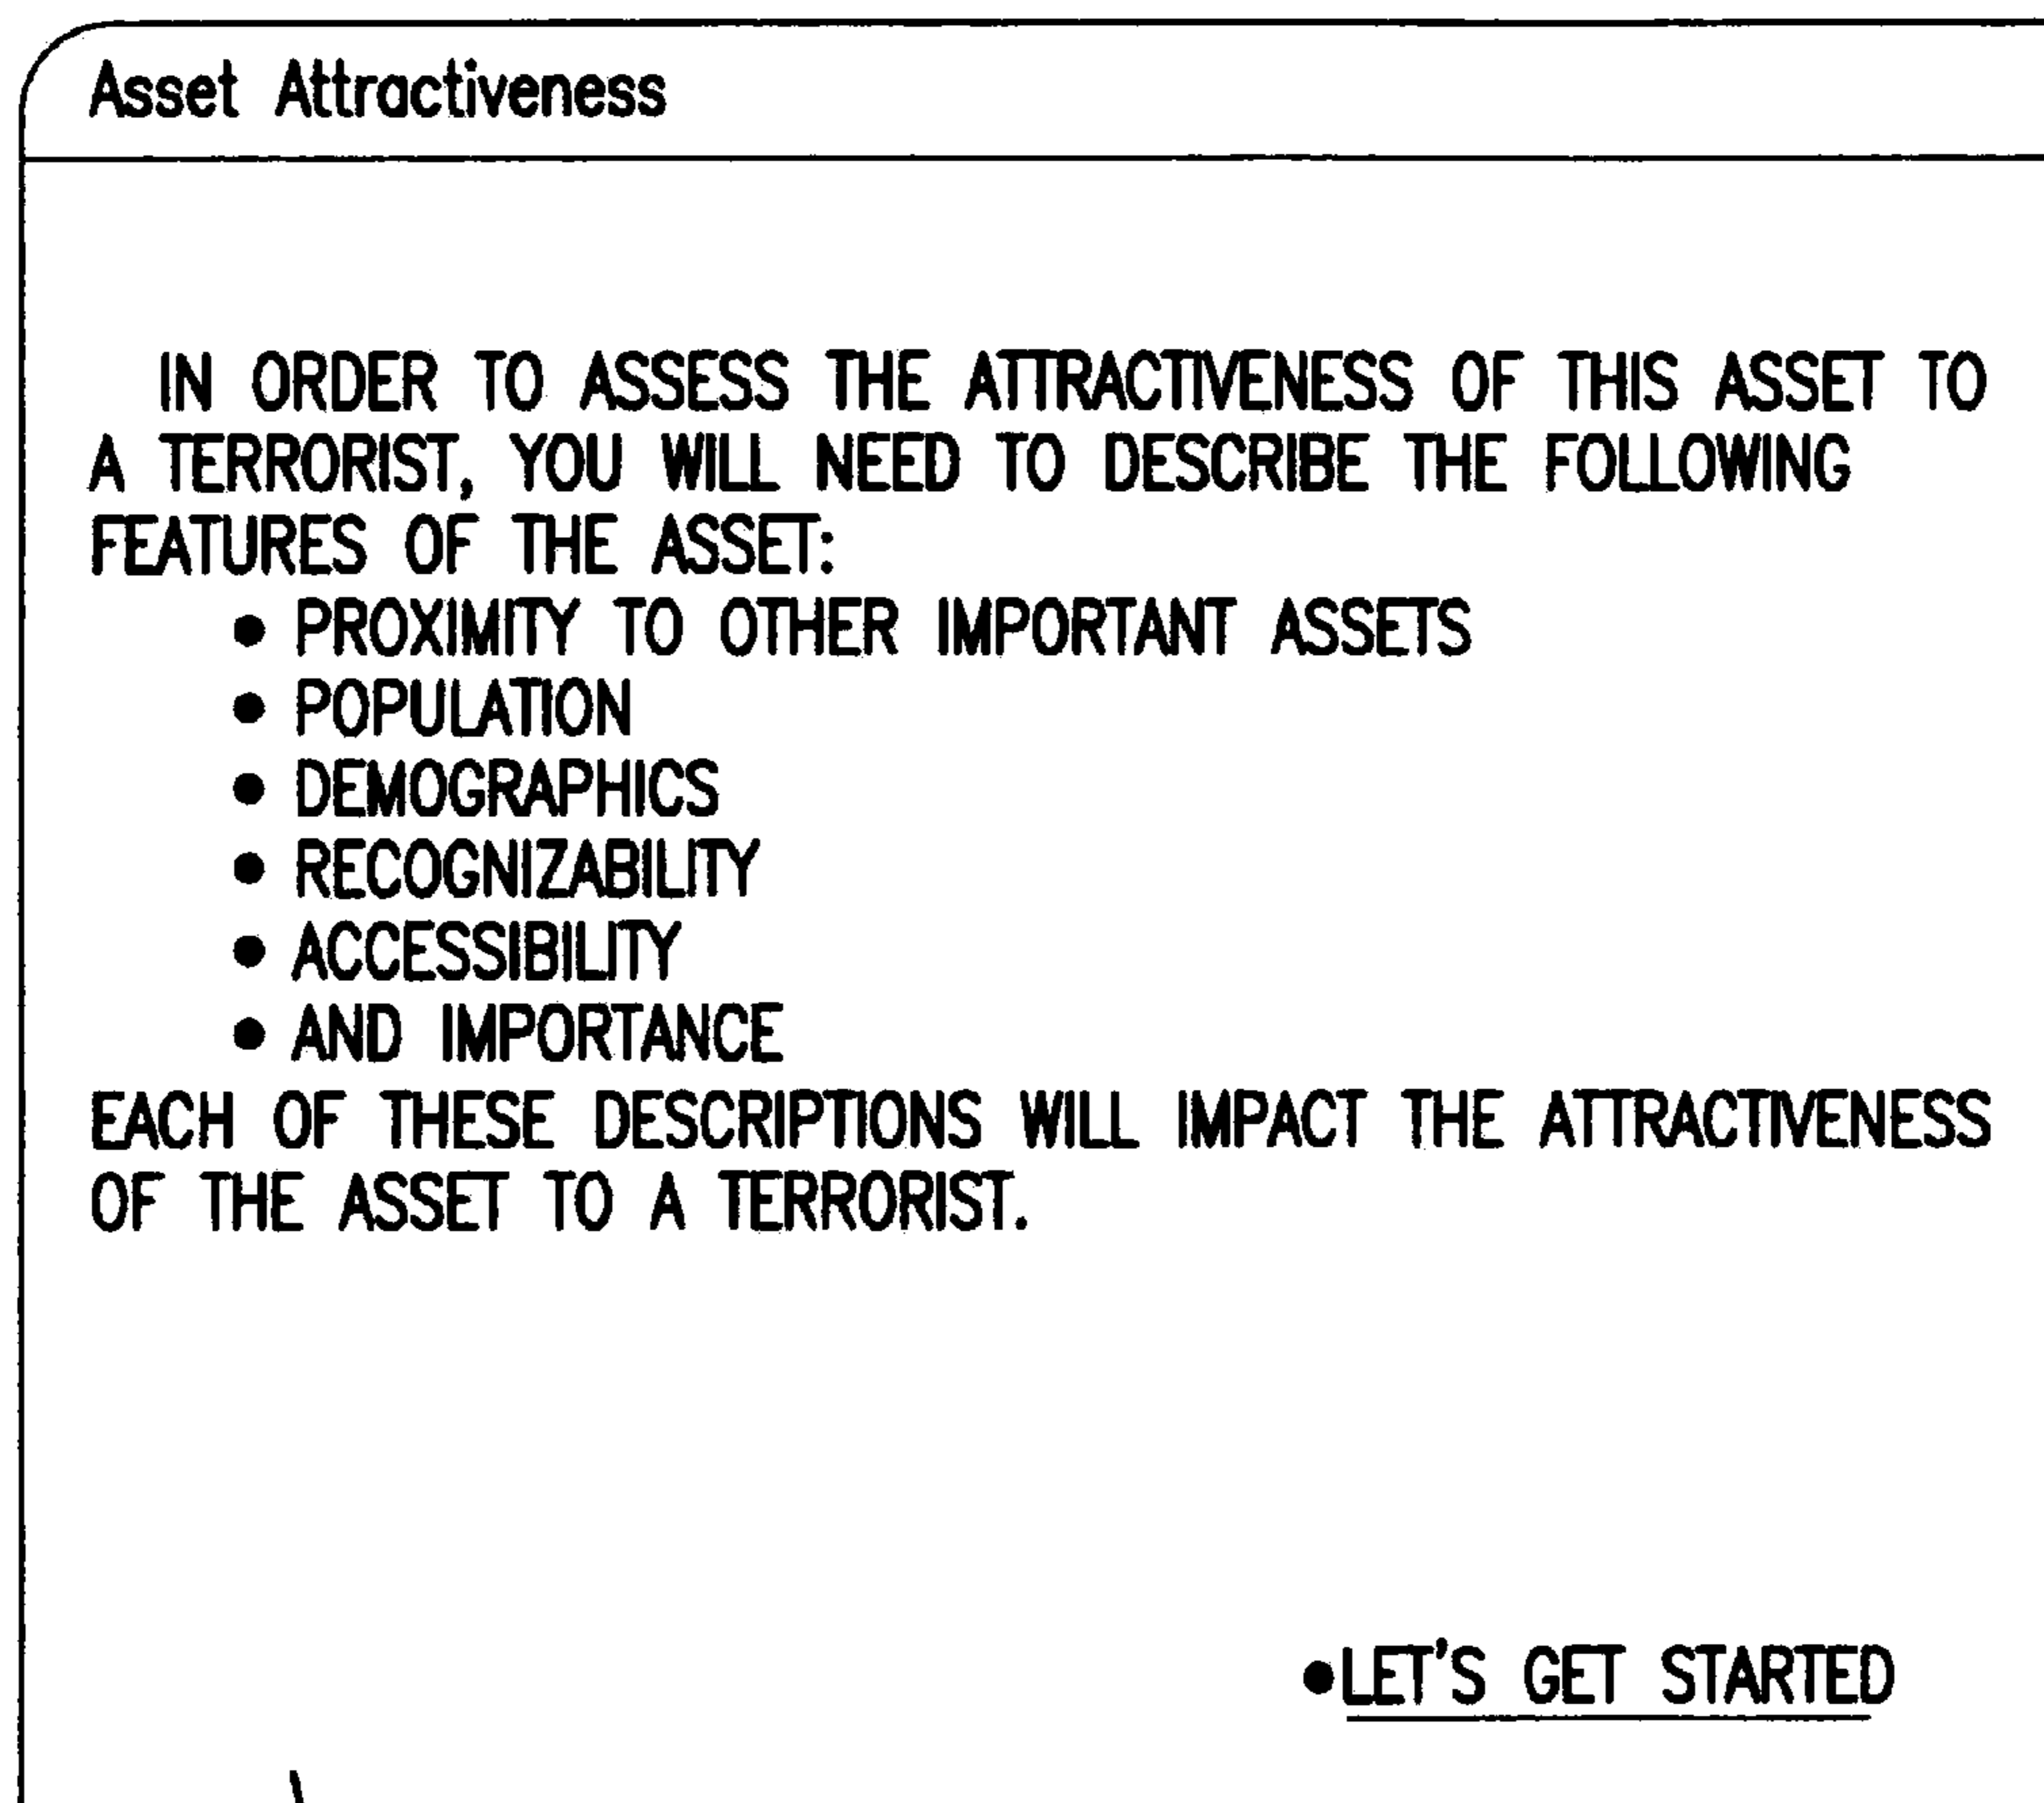 Asset Attractiveness
IN ORDER TO ASSESS THE ATTRACTIVENESS OF THIS ASSET TO
A TERRORIST, YOU WILL NEED TO DESCRIBE THE FOLLOWING
FEATURES OF THE ASSET:
• PROXIMITY TO OTHER IMPORTANT ASSETS
• POPULATION
• DEMOGRAPHICS
• RECOGNIZABILITY
• ACCESSIBILITY
• AND IMPORTANCE
EACH OF THESE DESCRIPTIONS WILL IMPACT THE ATTRACTIVENESS
OF THE ASSET TO A TERRORIST.
•LET'S GET STARTED